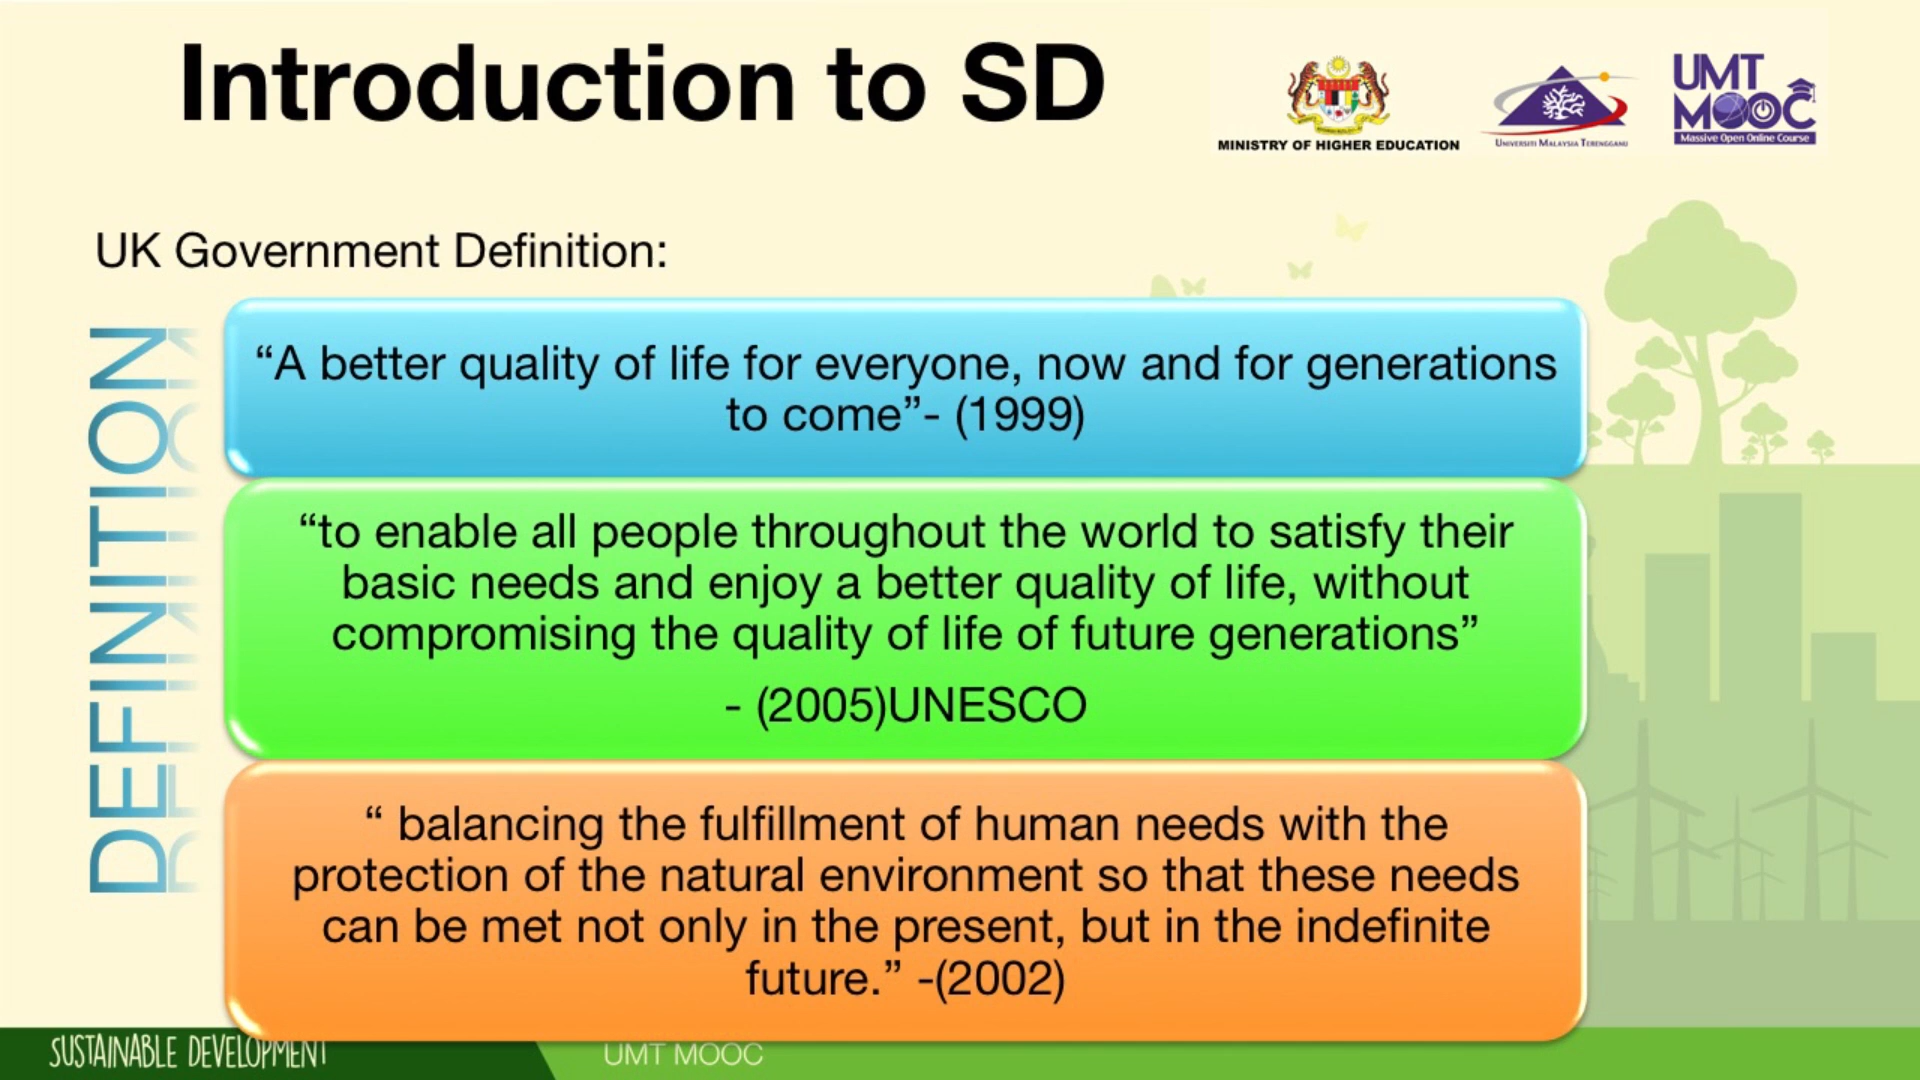 Introduction to SD
MINISTRY OF HIGHER EDUCATION
UNIVERSITI MALAYSIA TERENGGANU
UMT
MOOC
Massive Open Online Course
UK Government Definition:
DEFINITION
“A better quality of life for everyone, now and for generations
to come”- (1999)
“to enable all people throughout the world to satisfy their
basic needs and enjoy a better quality of life, without
compromising the quality of life of future generations”
- (2005)UNESCO
“ balancing the fulfillment of human needs with the
protection of the natural environment so that these needs
can be met not only in the present, but in the indefinite
future.” -(2002)
SUSTAINABLE DEVELOPMENT
UMT MOOC